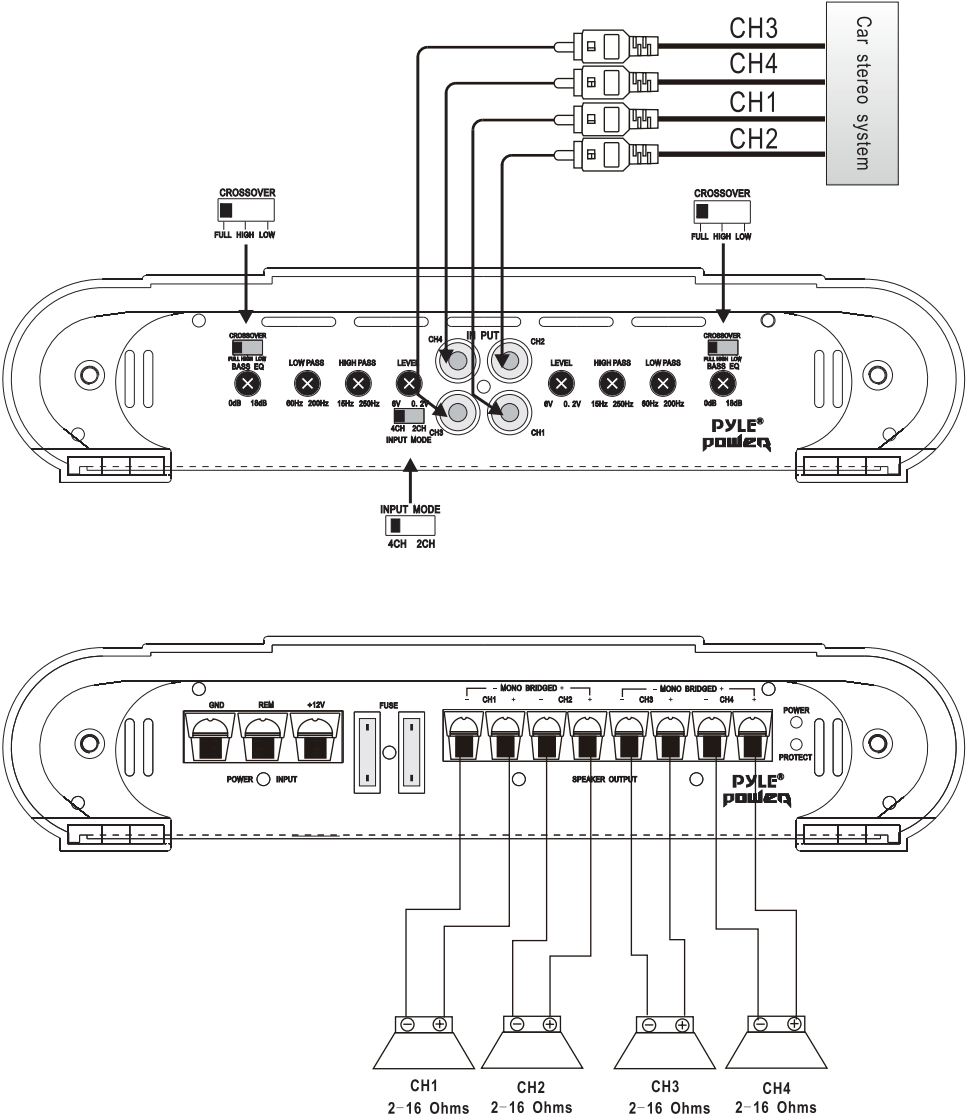 CH3
CH4
CH1
CH2
Car stereo system
CROSSOVER
FULL HIGH LOW
CROSSOVER
FULL HIGH LOW
CROSSOVER
FULL HIGH LOW
BASS EQ
0dB 18dB
LOW PASS
60Hz 200Hz
HIGH PASS
15Hz 250Hz
LEVEL
6V 0. 2V
4CH 2CH
INPUT MODE
IN PUT
CH4
CH2
CH3
CH1
LEVEL
6V 0. 2V
HIGH PASS
15Hz 250Hz
LOW PASS
60Hz 200Hz
CROSSOVER
FULL HIGH LOW
BASS EQ
0dB 18dB
PYLE®
power
INPUT MODE
4CH 2CH
GND REM +12V
POWER INPUT
FUSE
− MONO BRIDGED +
− CH1 + − CH2 +
− MONO BRIDGED +
− CH3 + − CH4 +
SPEAKER OUTPUT
POWER
PROTECT
PYLE®
power
− + − + − + − +
CH1
2−16 Ohms
CH2
2−16 Ohms
CH3
2−16 Ohms
CH4
2−16 Ohms